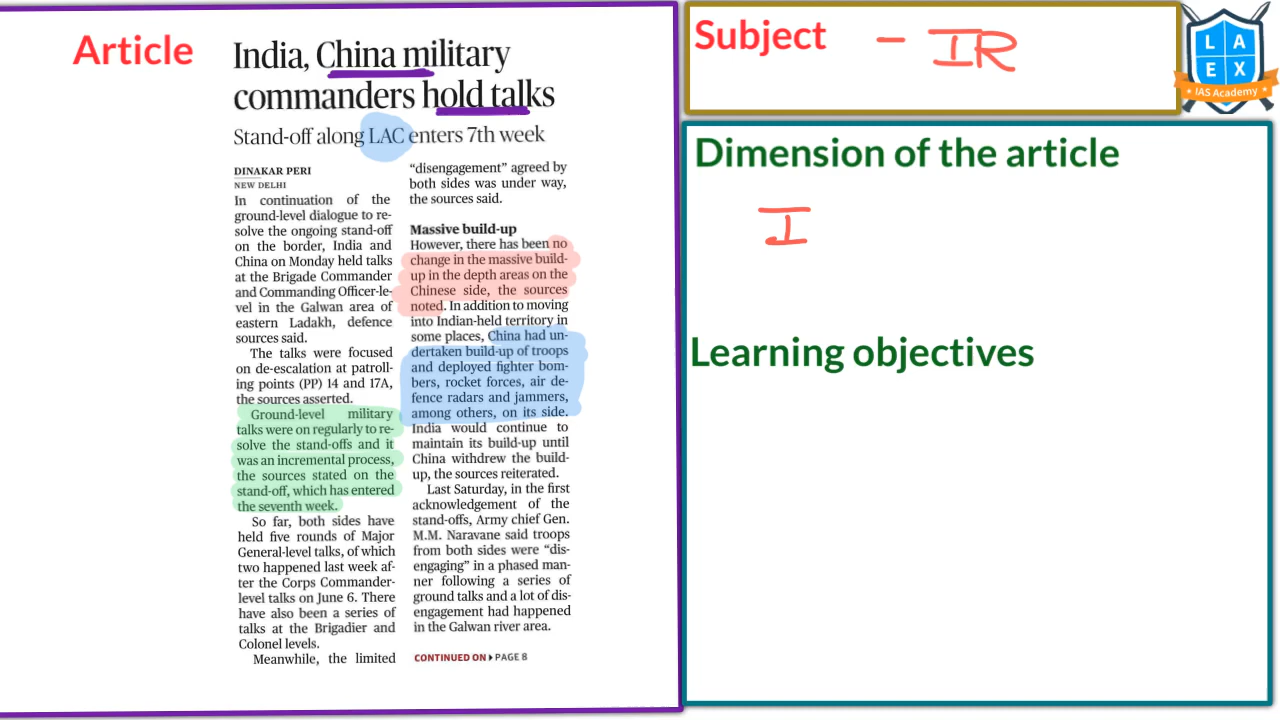 Article
India, China military
commanders hold talks
Stand-off along LAC enters 7th week
DINAKAR PERI
NEW DELHI
In continuation of the
ground-level dialogue to re-
solve the ongoing stand-off
on the border, India and
China on Monday held talks
at the Brigade Commander
and Commanding Officer-le-
vel in the Galwan area of
eastern Ladakh, defence
sources said.
The talks were focused
on de-escalation at patroll-
ing points (PP) 14 and 17A,
the sources asserted.
Ground-level military
talks were on regularly to re-
solve the stand-offs and it
was an incremental process,
the sources stated on the
stand-off, which has entered
the seventh week.
So far, both sides have
held five rounds of Major
General-level talks, of which
two happened last week af-
ter the Corps Commander-
level talks on June 6. There
have also been a series of
talks at the Brigadier and
Colonel levels.
Meanwhile, the limited
“disengagement” agreed by
both sides was under way,
the sources said.
Massive build-up
However, there has been no
change in the massive build-
up in the depth areas on the
Chinese side, the sources
noted. In addition to moving
into Indian-held territory in
some places, China had un-
dertaken build-up of troops
and deployed fighter bom-
bers, rocket forces, air de-
fence radars and jammers,
among others, on its side.
India would continue to
maintain its build-up until
China withdrew the build-
up, the sources reiterated.
Last Saturday, in the first
acknowledgement of the
stand-offs, Army chief Gen.
M.M. Naravane said troops
from both sides were “dis-
engaging” in a phased man-
ner following a series of
ground talks and a lot of dis-
engagement had happened
in the Galwan river area.
CONTINUED ON PAGE 8
Subject - IR
L A
E X
IAS Academy
Dimension of the article
I
Learning objectives